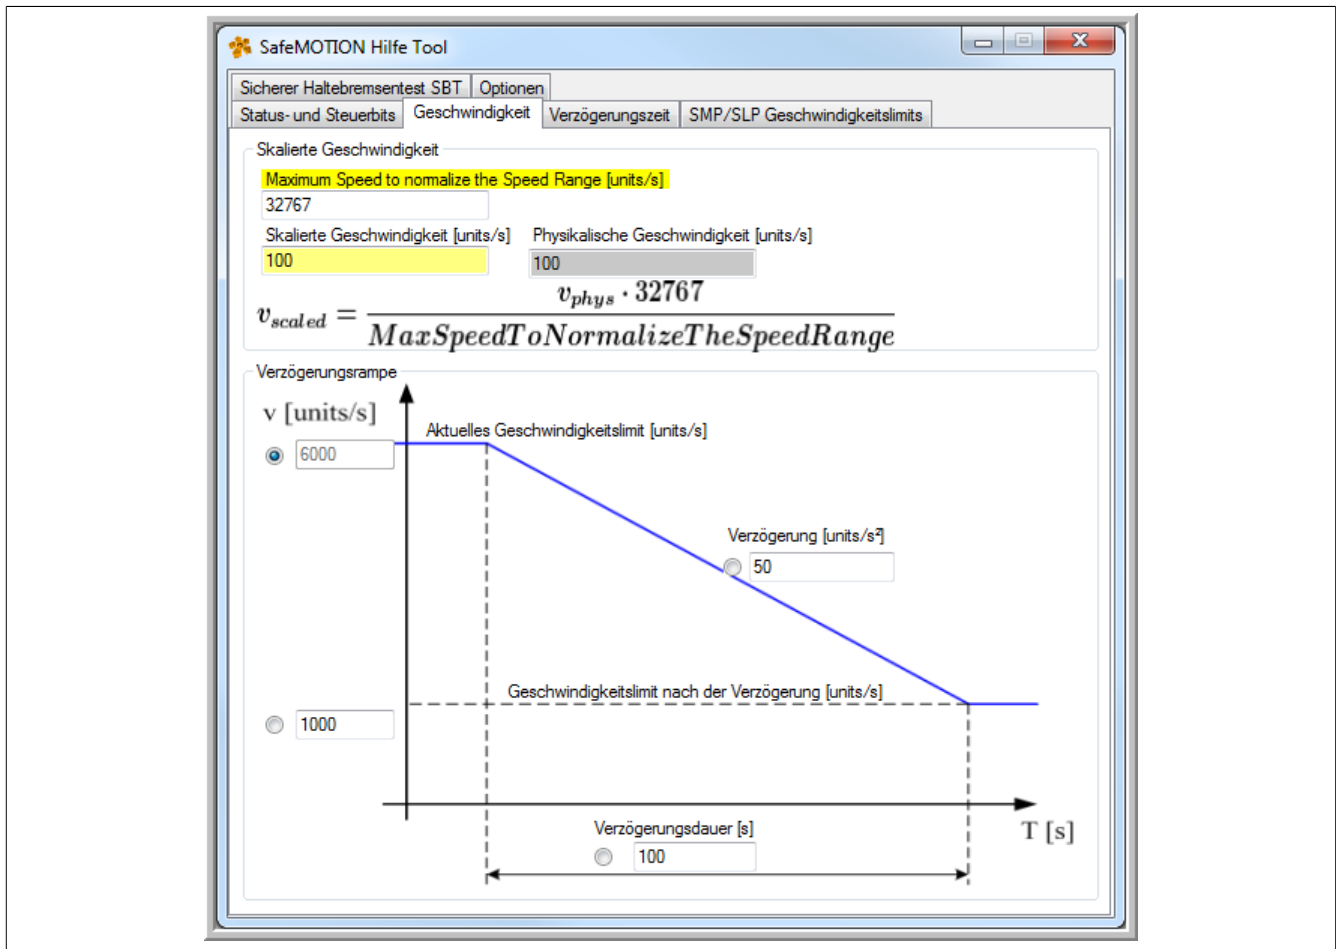 SafeMOTION Hilfe Tool
Sicherer Haltebremsentest SBT Optionen
Status- und Steuerbits Geschwindigkeit Verzögerungszeit SMP/SLP Geschwindigkeitslimits
Skalierte Geschwindigkeit
Maximum Speed to normalize the Speed Range [units/s]
32767
Skalierte Geschwindigkeit [units/s] Physikalische Geschwindigkeit [units/s]
100 100
v_scaled = v_phys · 32767 / MaxSpeedToNormalizeTheSpeedRange
Verzögerungsrampe
v [units/s]
Aktuelles Geschwindigkeitslimit [units/s]
6000
Verzögerung [units/s²]
50
Geschwindigkeitslimit nach der Verzögerung [units/s]
1000
T [s]
Verzögerungsdauer [s]
100